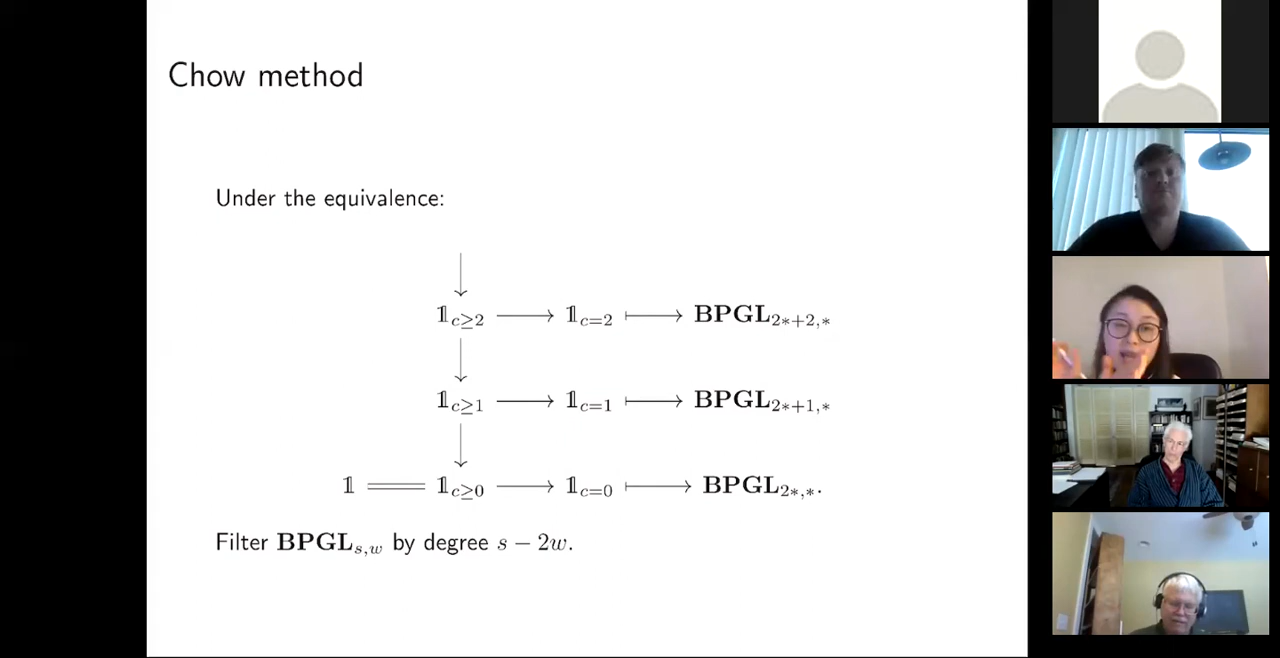 Chow method
Under the equivalence:
𝟙_{c≥2} ⟶ 𝟙_{c=2} ⟼ BPGL_{2*+2,*}
𝟙_{c≥1} ⟶ 𝟙_{c=1} ⟼ BPGL_{2*+1,*}
𝟙 ═ 𝟙_{c≥0} ⟶ 𝟙_{c=0} ⟼ BPGL_{2*,*}.
Filter BPGL_{s,w} by degree s − 2w.